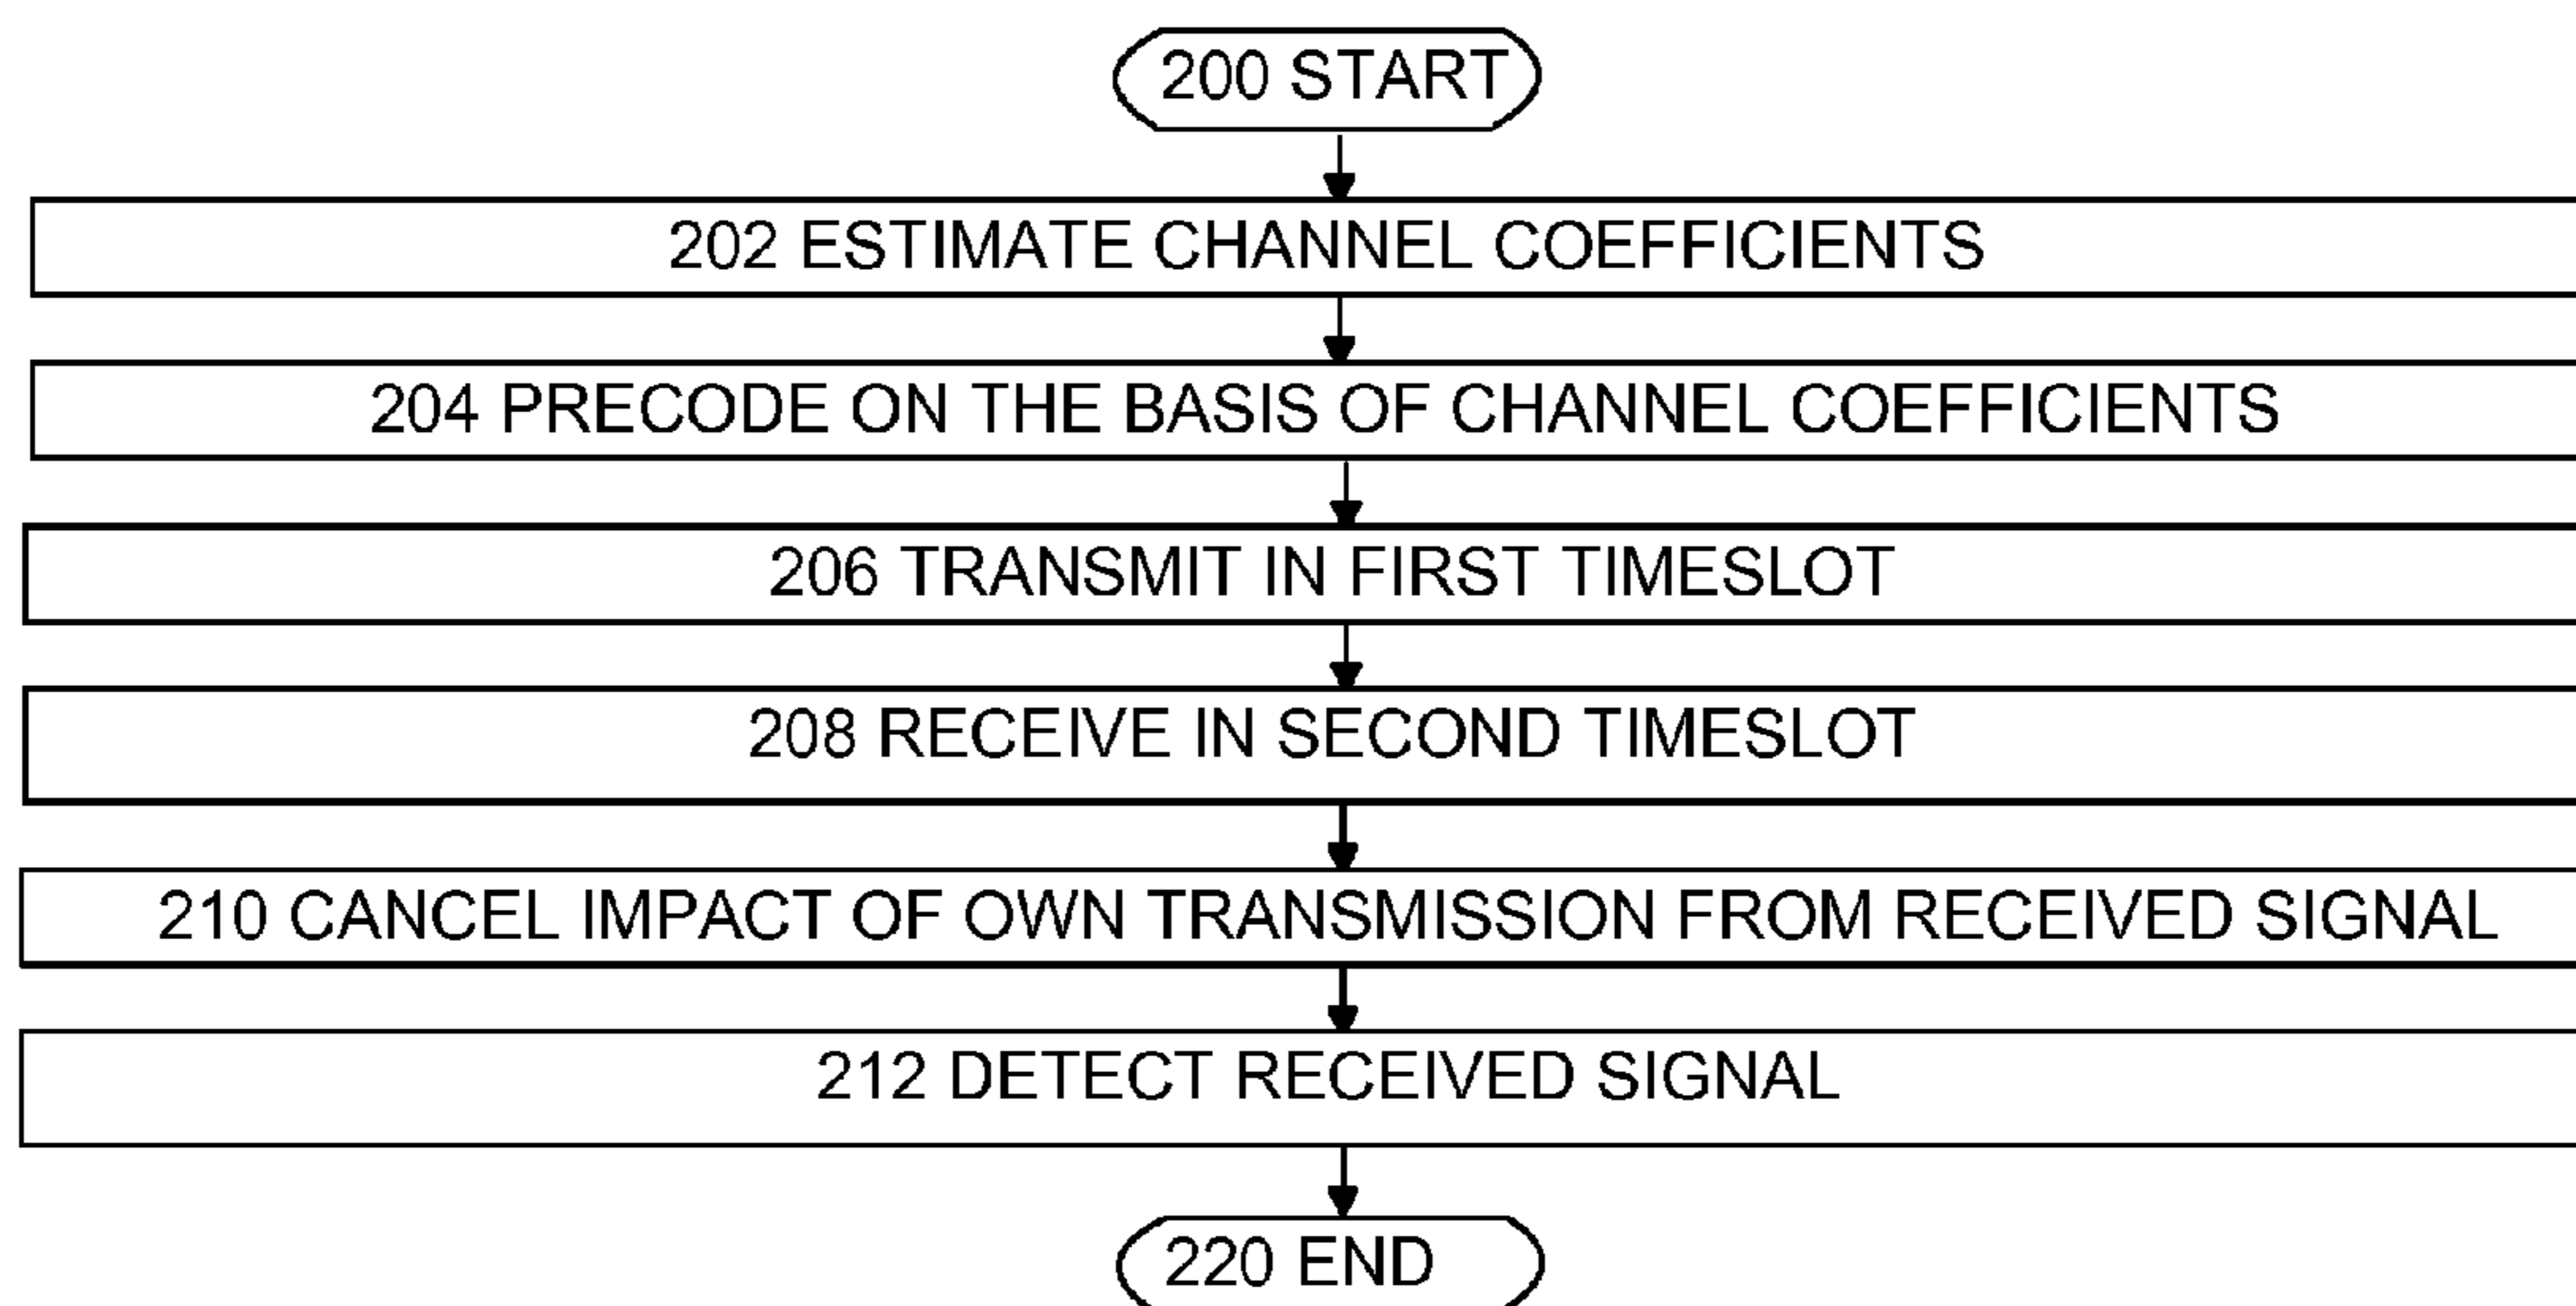 200 START
202 ESTIMATE CHANNEL COEFFICIENTS
204 PRECODE ON THE BASIS OF CHANNEL COEFFICIENTS
206 TRANSMIT IN FIRST TIMESLOT
208 RECEIVE IN SECOND TIMESLOT
210 CANCEL IMPACT OF OWN TRANSMISSION FROM RECEIVED SIGNAL
212 DETECT RECEIVED SIGNAL
220 END